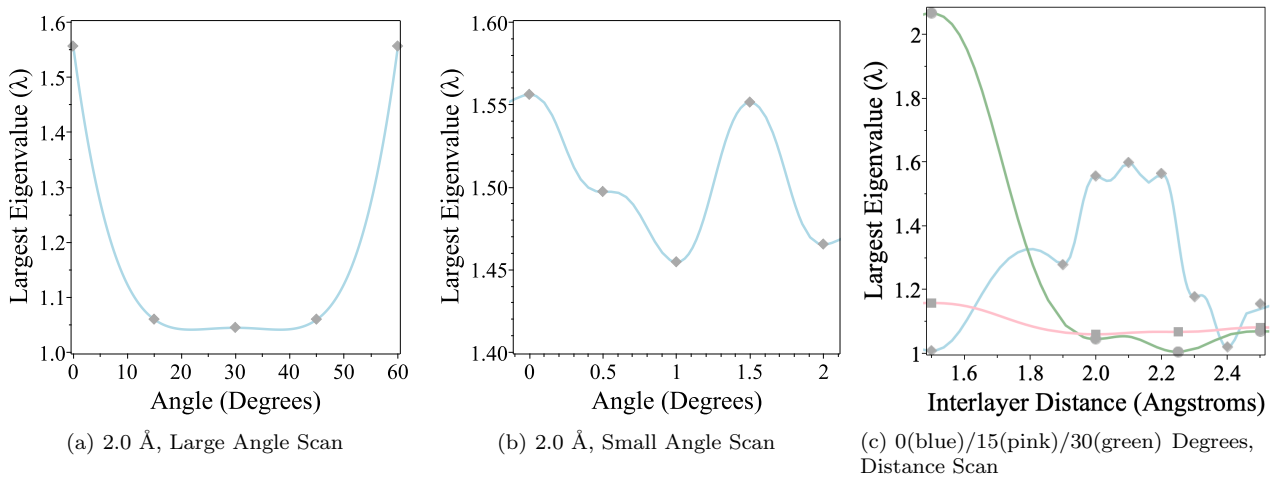 1.6
1.5
1.4
1.3
1.2
1.1
1.0
Largest Eigenvalue (λ)
0 10 20 30 40 50 60
Angle (Degrees)
(a) 2.0 Å, Large Angle Scan
1.60
1.55
1.50
1.45
1.40
Largest Eigenvalue (λ)
0 0.5 1 1.5 2
Angle (Degrees)
(b) 2.0 Å, Small Angle Scan
2
1.8
1.6
1.4
1.2
1
Largest Eigenvalue (λ)
1.6 1.8 2.0 2.2 2.4
Interlayer Distance (Angstroms)
(c) 0(blue)/15(pink)/30(green) Degrees,
Distance Scan